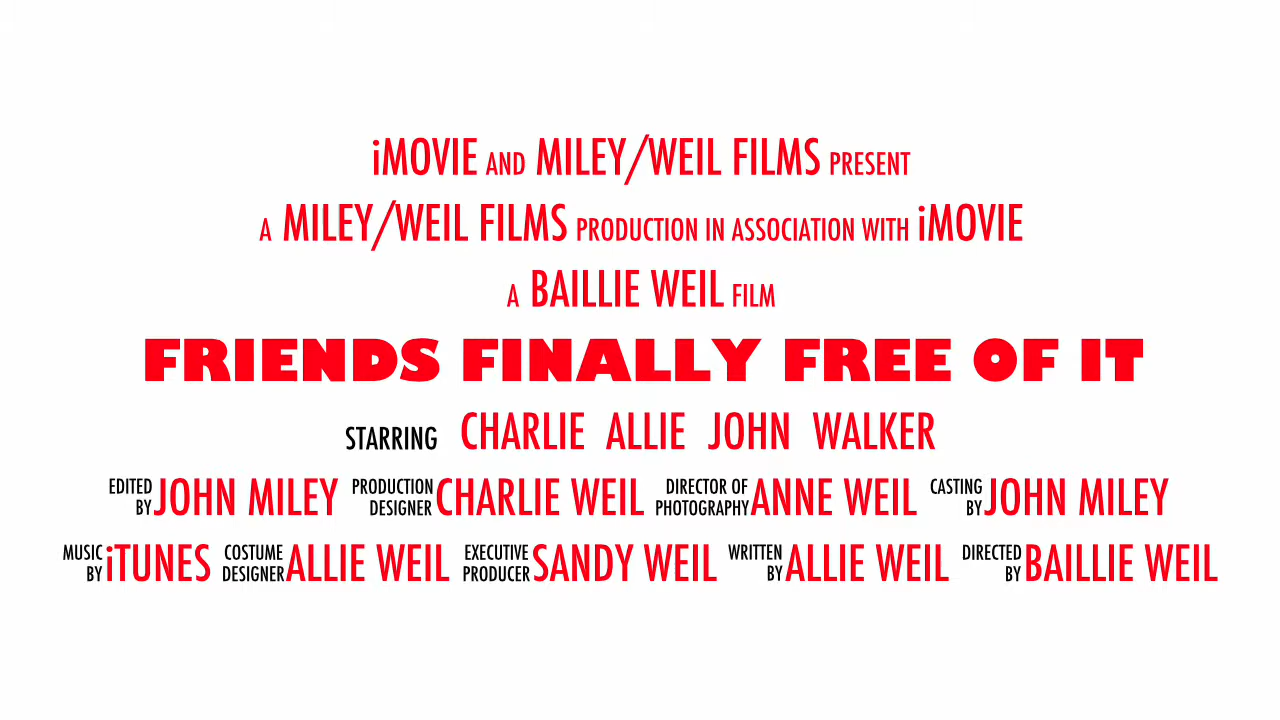 iMOVIE AND MILEY/WEIL FILMS PRESENT
A MILEY/WEIL FILMS PRODUCTION IN ASSOCIATION WITH iMOVIE
A BAILLIE WEIL FILM
FRIENDS FINALLY FREE OF IT
STARRING CHARLIE ALLIE JOHN WALKER
EDITED BY JOHN MILEY PRODUCTION DESIGNER CHARLIE WEIL DIRECTOR OF PHOTOGRAPHY ANNE WEIL CASTING BY JOHN MILEY
MUSIC BY iTUNES COSTUME DESIGNER ALLIE WEIL EXECUTIVE PRODUCER SANDY WEIL WRITTEN BY ALLIE WEIL DIRECTED BY BAILLIE WEIL